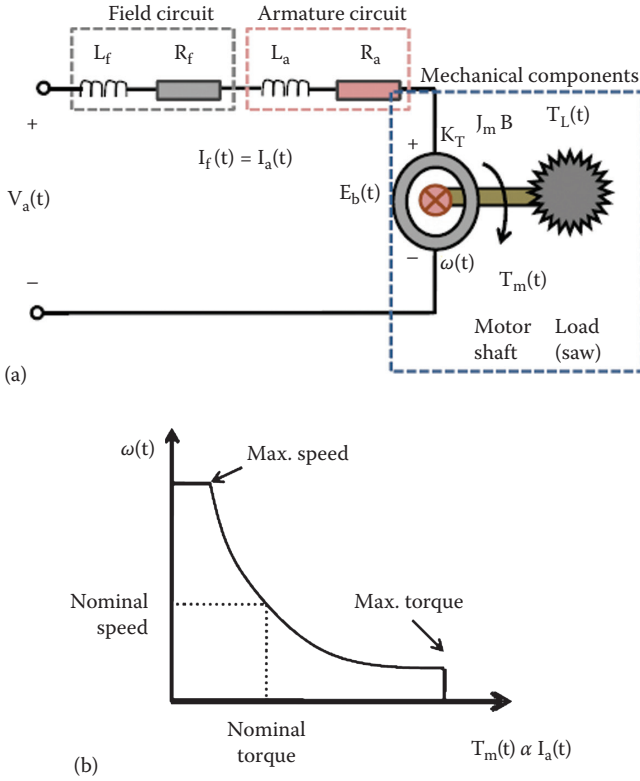 Field circuit
Armature circuit
L_f
R_f
L_a
R_a
Mechanical components
+
I_f(t) = I_a(t)
V_a(t)
−
+
K_T
J_m B
T_L(t)
E_b(t)
−
ω(t)
T_m(t)
Motor
shaft
Load
(saw)
(a)
ω(t)
Max. speed
Nominal
speed
Max. torque
Nominal
torque
T_m(t) α I_a(t)
(b)